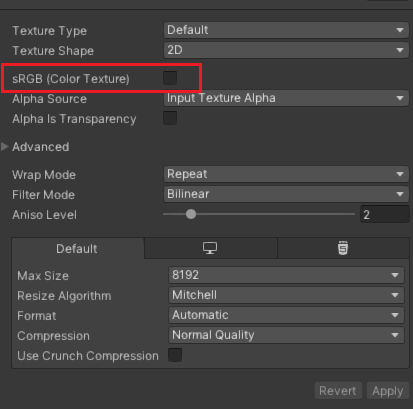 Texture Type Default
Texture Shape 2D
sRGB (Color Texture)
Alpha Source Input Texture Alpha
Alpha Is Transparency
Advanced
Wrap Mode Repeat
Filter Mode Bilinear
Aniso Level 2
Default
Max Size 8192
Resize Algorithm Mitchell
Format Automatic
Compression Normal Quality
Use Crunch Compression
Revert Apply